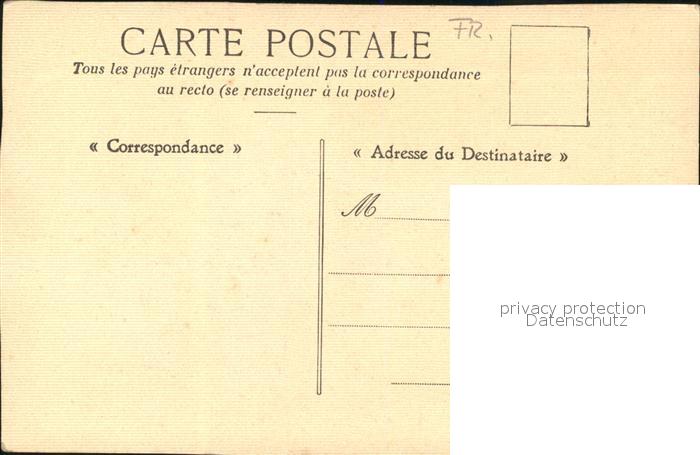 CARTE POSTALE
FR.
Tous les pays étrangers n'acceptent pas la correspondance
au recto (se renseigner à la poste)
« Correspondance »
« Adresse du Destinataire »
M
privacy protection
Datenschutz